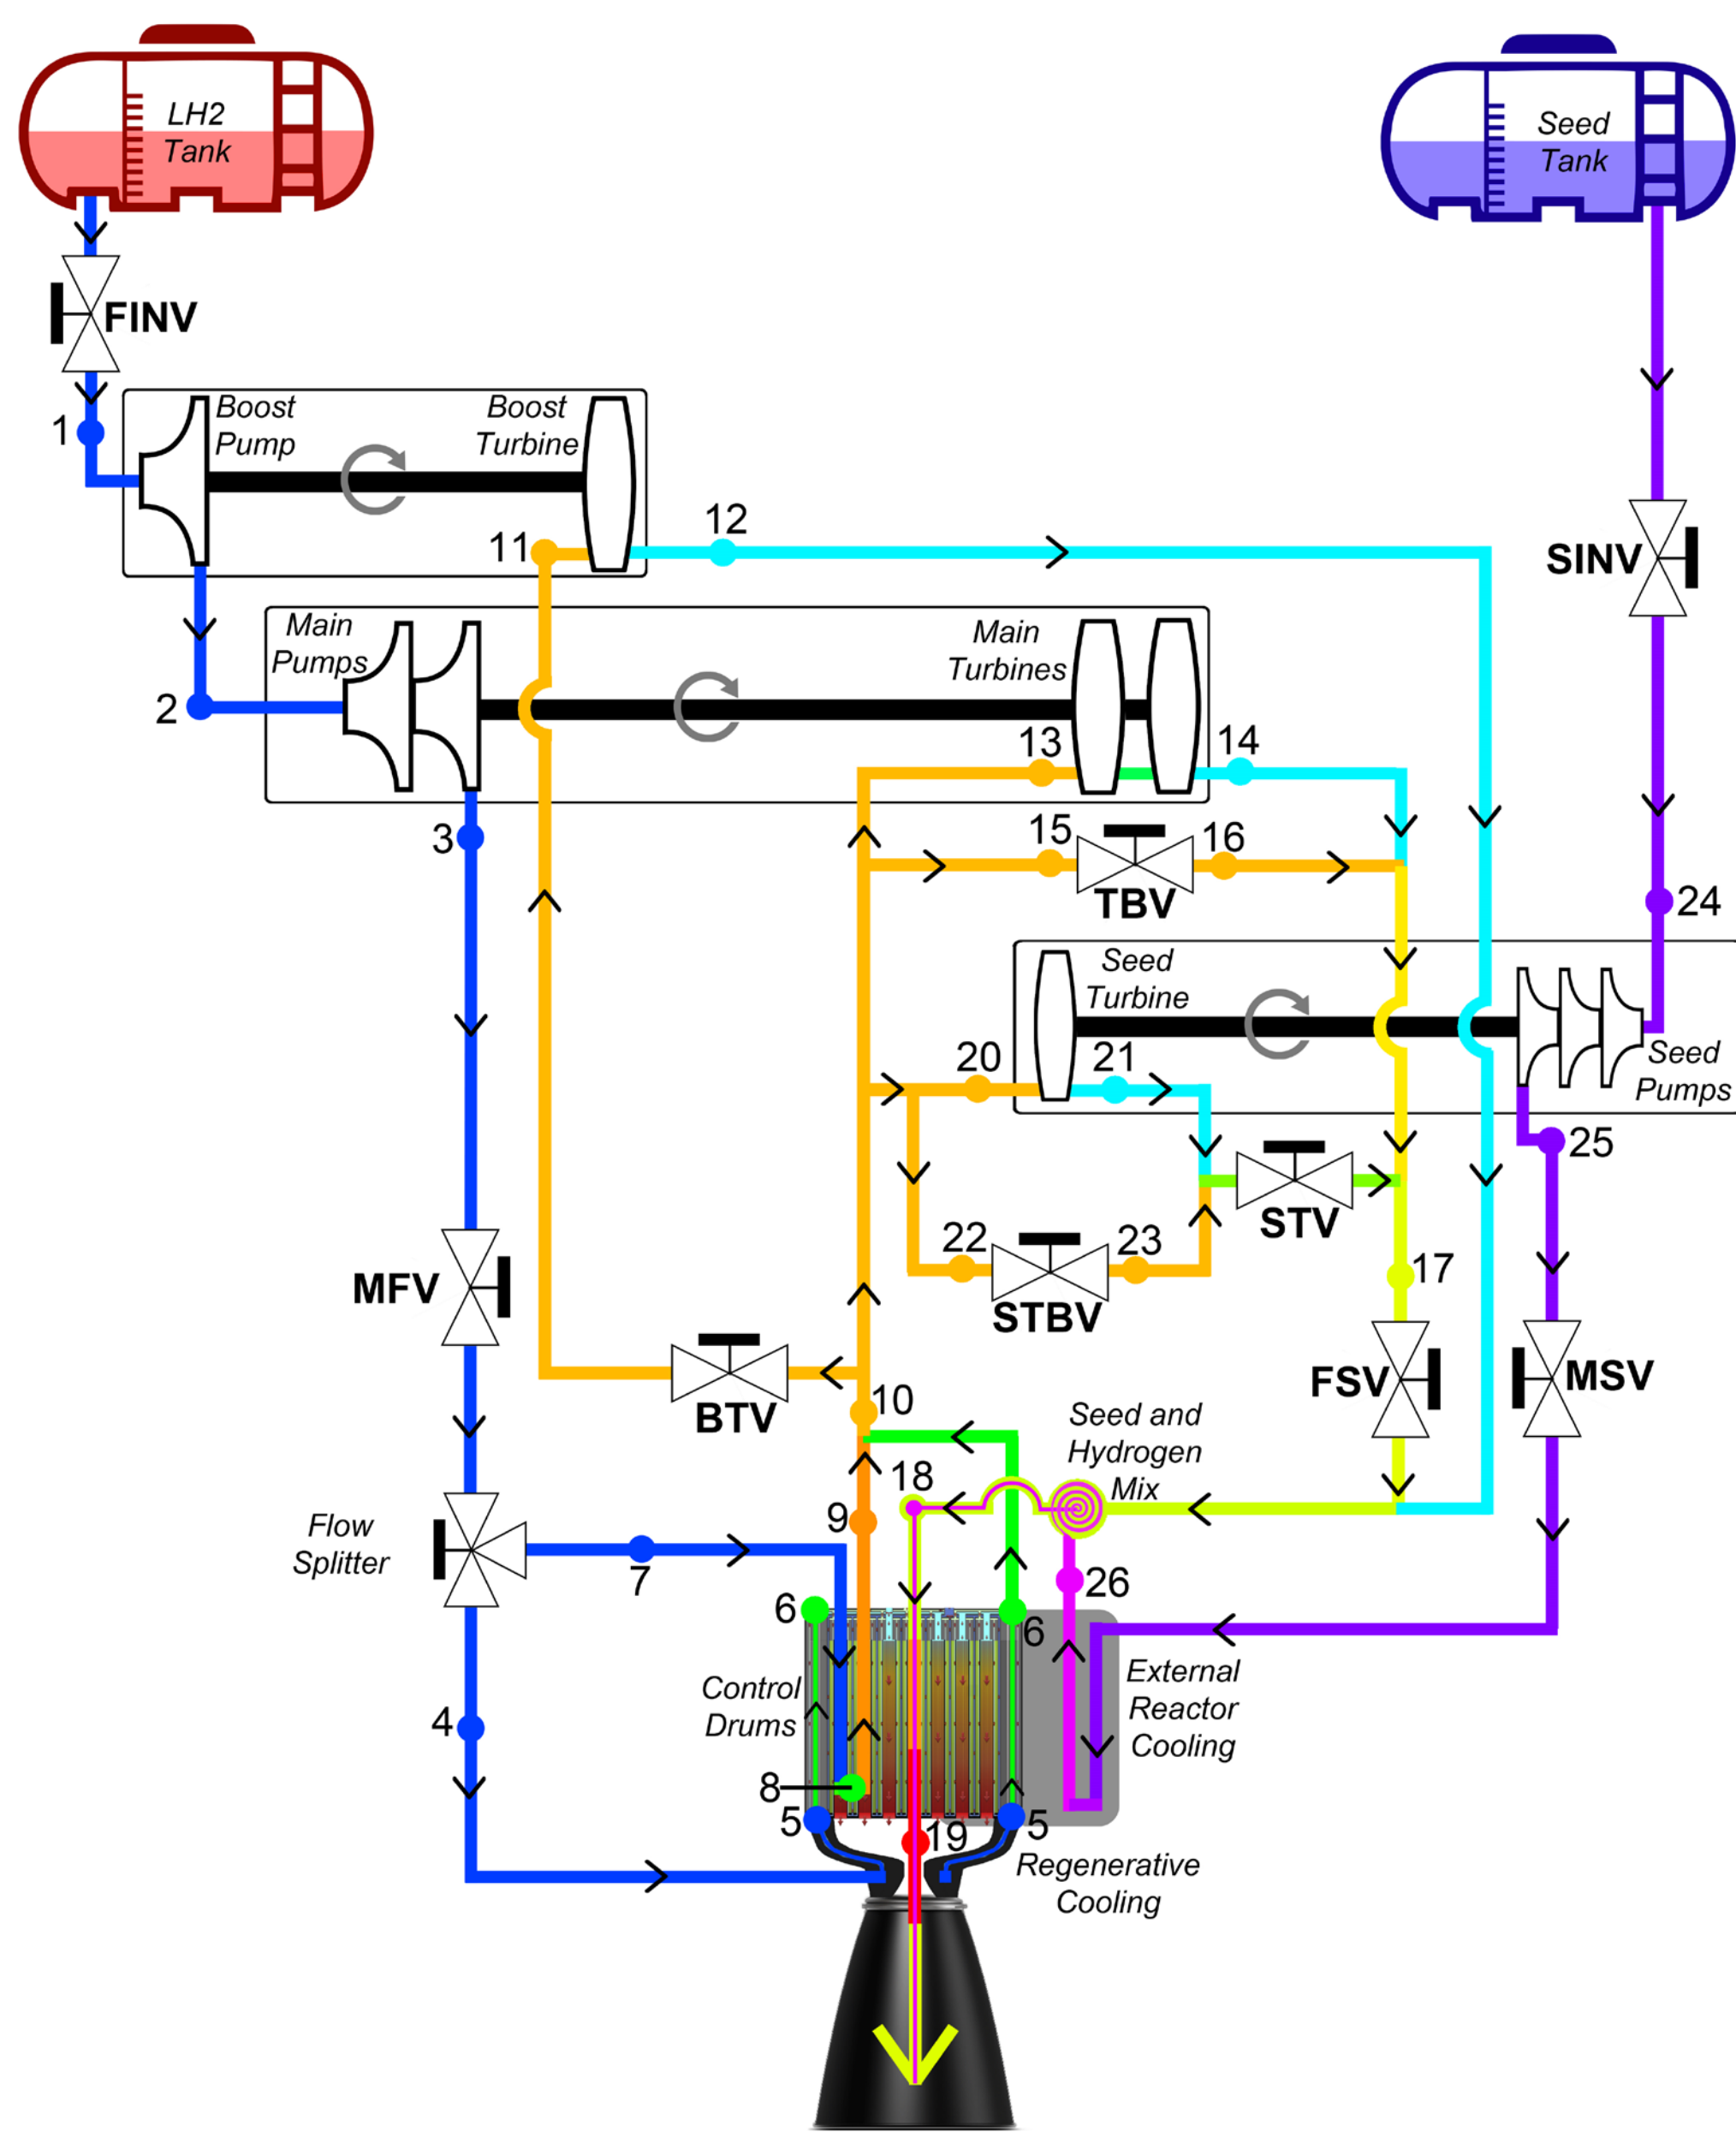 LH2
Tank
Seed
Tank
FINV
1
Boost
Pump
Boost
Turbine
11
12
SINV
Main
Pumps
Main
Turbines
2
13
14
3
15
16
TBV
24
Seed
Turbine
20
21
Seed
Pumps
25
22
23
STV
STBV
17
MFV
BTV
10
FSV
MSV
Seed and
Hydrogen
Mix
18
9
Flow
Splitter
7
26
6
6
Control
Drums
External
Reactor
Cooling
4
8
5
5
19
Regenerative
Cooling